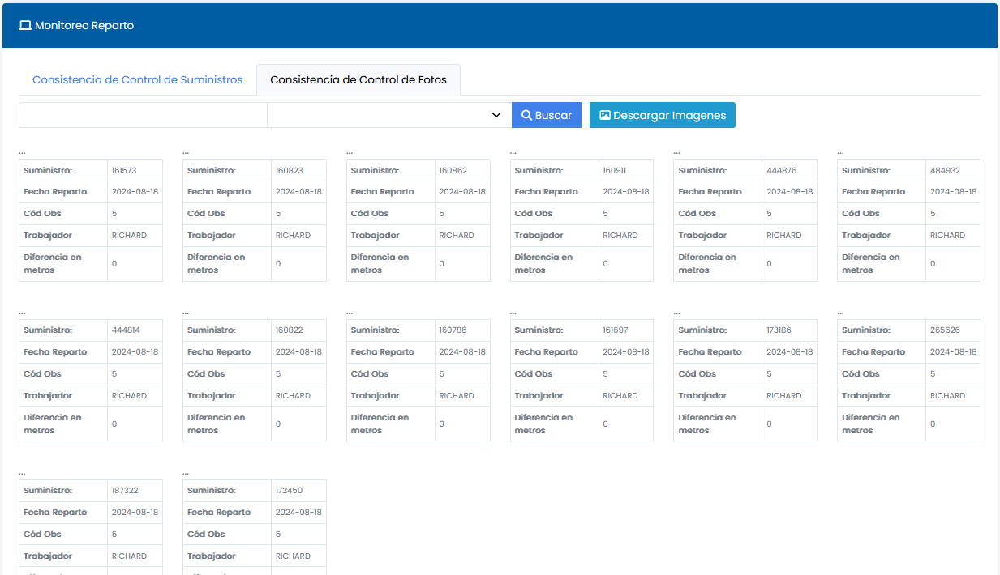 Monitoreo Reparto
Consistencia de Control de Suministros
Consistencia de Control de Fotos
Buscar
Descargar Imagenes
...
Suministro: 161573
Fecha Reparto 2024-08-18
Cód Obs 5
Trabajador RICHARD
Diferencia en
metros
0
...
Suministro: 160823
Fecha Reparto 2024-08-18
Cód Obs 5
Trabajador RICHARD
Diferencia en
metros
0
...
Suministro: 160862
Fecha Reparto 2024-08-18
Cód Obs 5
Trabajador RICHARD
Diferencia en
metros
0
...
Suministro: 160911
Fecha Reparto 2024-08-18
Cód Obs 5
Trabajador RICHARD
Diferencia en
metros
0
...
Suministro: 444876
Fecha Reparto 2024-08-18
Cód Obs 5
Trabajador RICHARD
Diferencia en
metros
0
...
Suministro: 484932
Fecha Reparto 2024-08-18
Cód Obs 5
Trabajador RICHARD
Diferencia en
metros
0
...
Suministro: 444814
Fecha Reparto 2024-08-18
Cód Obs 5
Trabajador RICHARD
Diferencia en
metros
0
...
Suministro: 160822
Fecha Reparto 2024-08-18
Cód Obs 5
Trabajador RICHARD
Diferencia en
metros
0
...
Suministro: 160786
Fecha Reparto 2024-08-18
Cód Obs 5
Trabajador RICHARD
Diferencia en
metros
0
...
Suministro: 161697
Fecha Reparto 2024-08-18
Cód Obs 5
Trabajador RICHARD
Diferencia en
metros
0
...
Suministro: 173186
Fecha Reparto 2024-08-18
Cód Obs 5
Trabajador RICHARD
Diferencia en
metros
0
...
Suministro: 265626
Fecha Reparto 2024-08-18
Cód Obs 5
Trabajador RICHARD
Diferencia en
metros
0
...
Suministro: 187322
Fecha Reparto 2024-08-18
Cód Obs 5
Trabajador RICHARD
...
Suministro: 172450
Fecha Reparto 2024-08-18
Cód Obs 5
Trabajador RICHARD